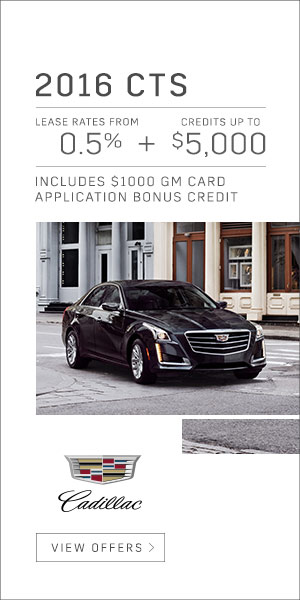 2016 CTS
LEASE RATES FROM
0.5%
+
CREDITS UP TO
$5,000
INCLUDES $1000 GM CARD
APPLICATION BONUS CREDIT
Cadillac
VIEW OFFERS >